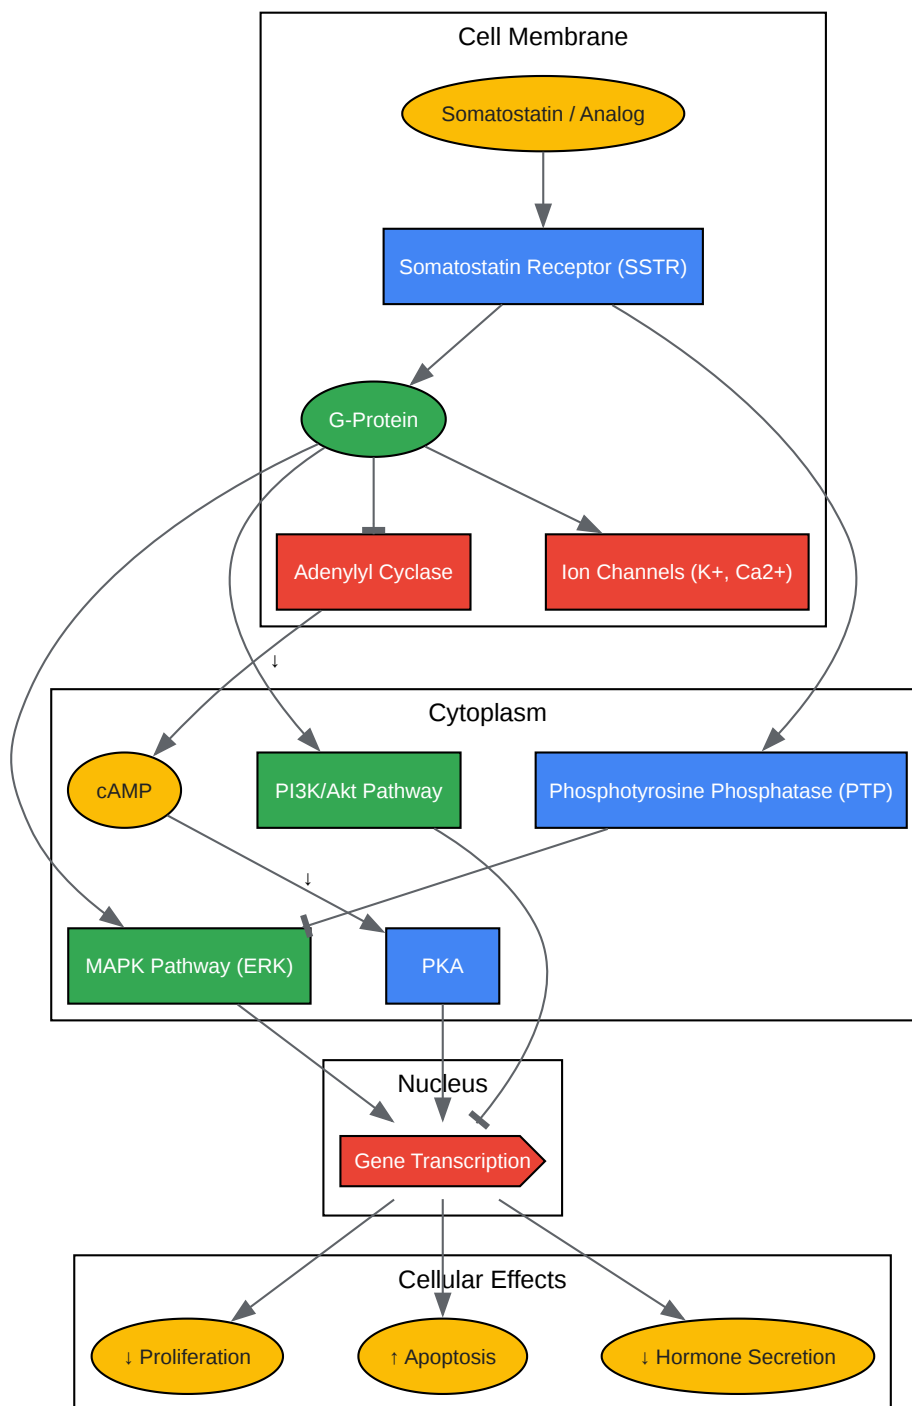 Cell Membrane
Somatostatin / Analog
Somatostatin Receptor (SSTR)
G-Protein
Adenylyl Cyclase
Ion Channels (K+, Ca2+)
↓
Cytoplasm
cAMP
PI3K/Akt Pathway
Phosphotyrosine Phosphatase (PTP)
↓
MAPK Pathway (ERK)
PKA
Nucleus
Gene Transcription
Cellular Effects
↓ Proliferation
↑ Apoptosis
↓ Hormone Secretion